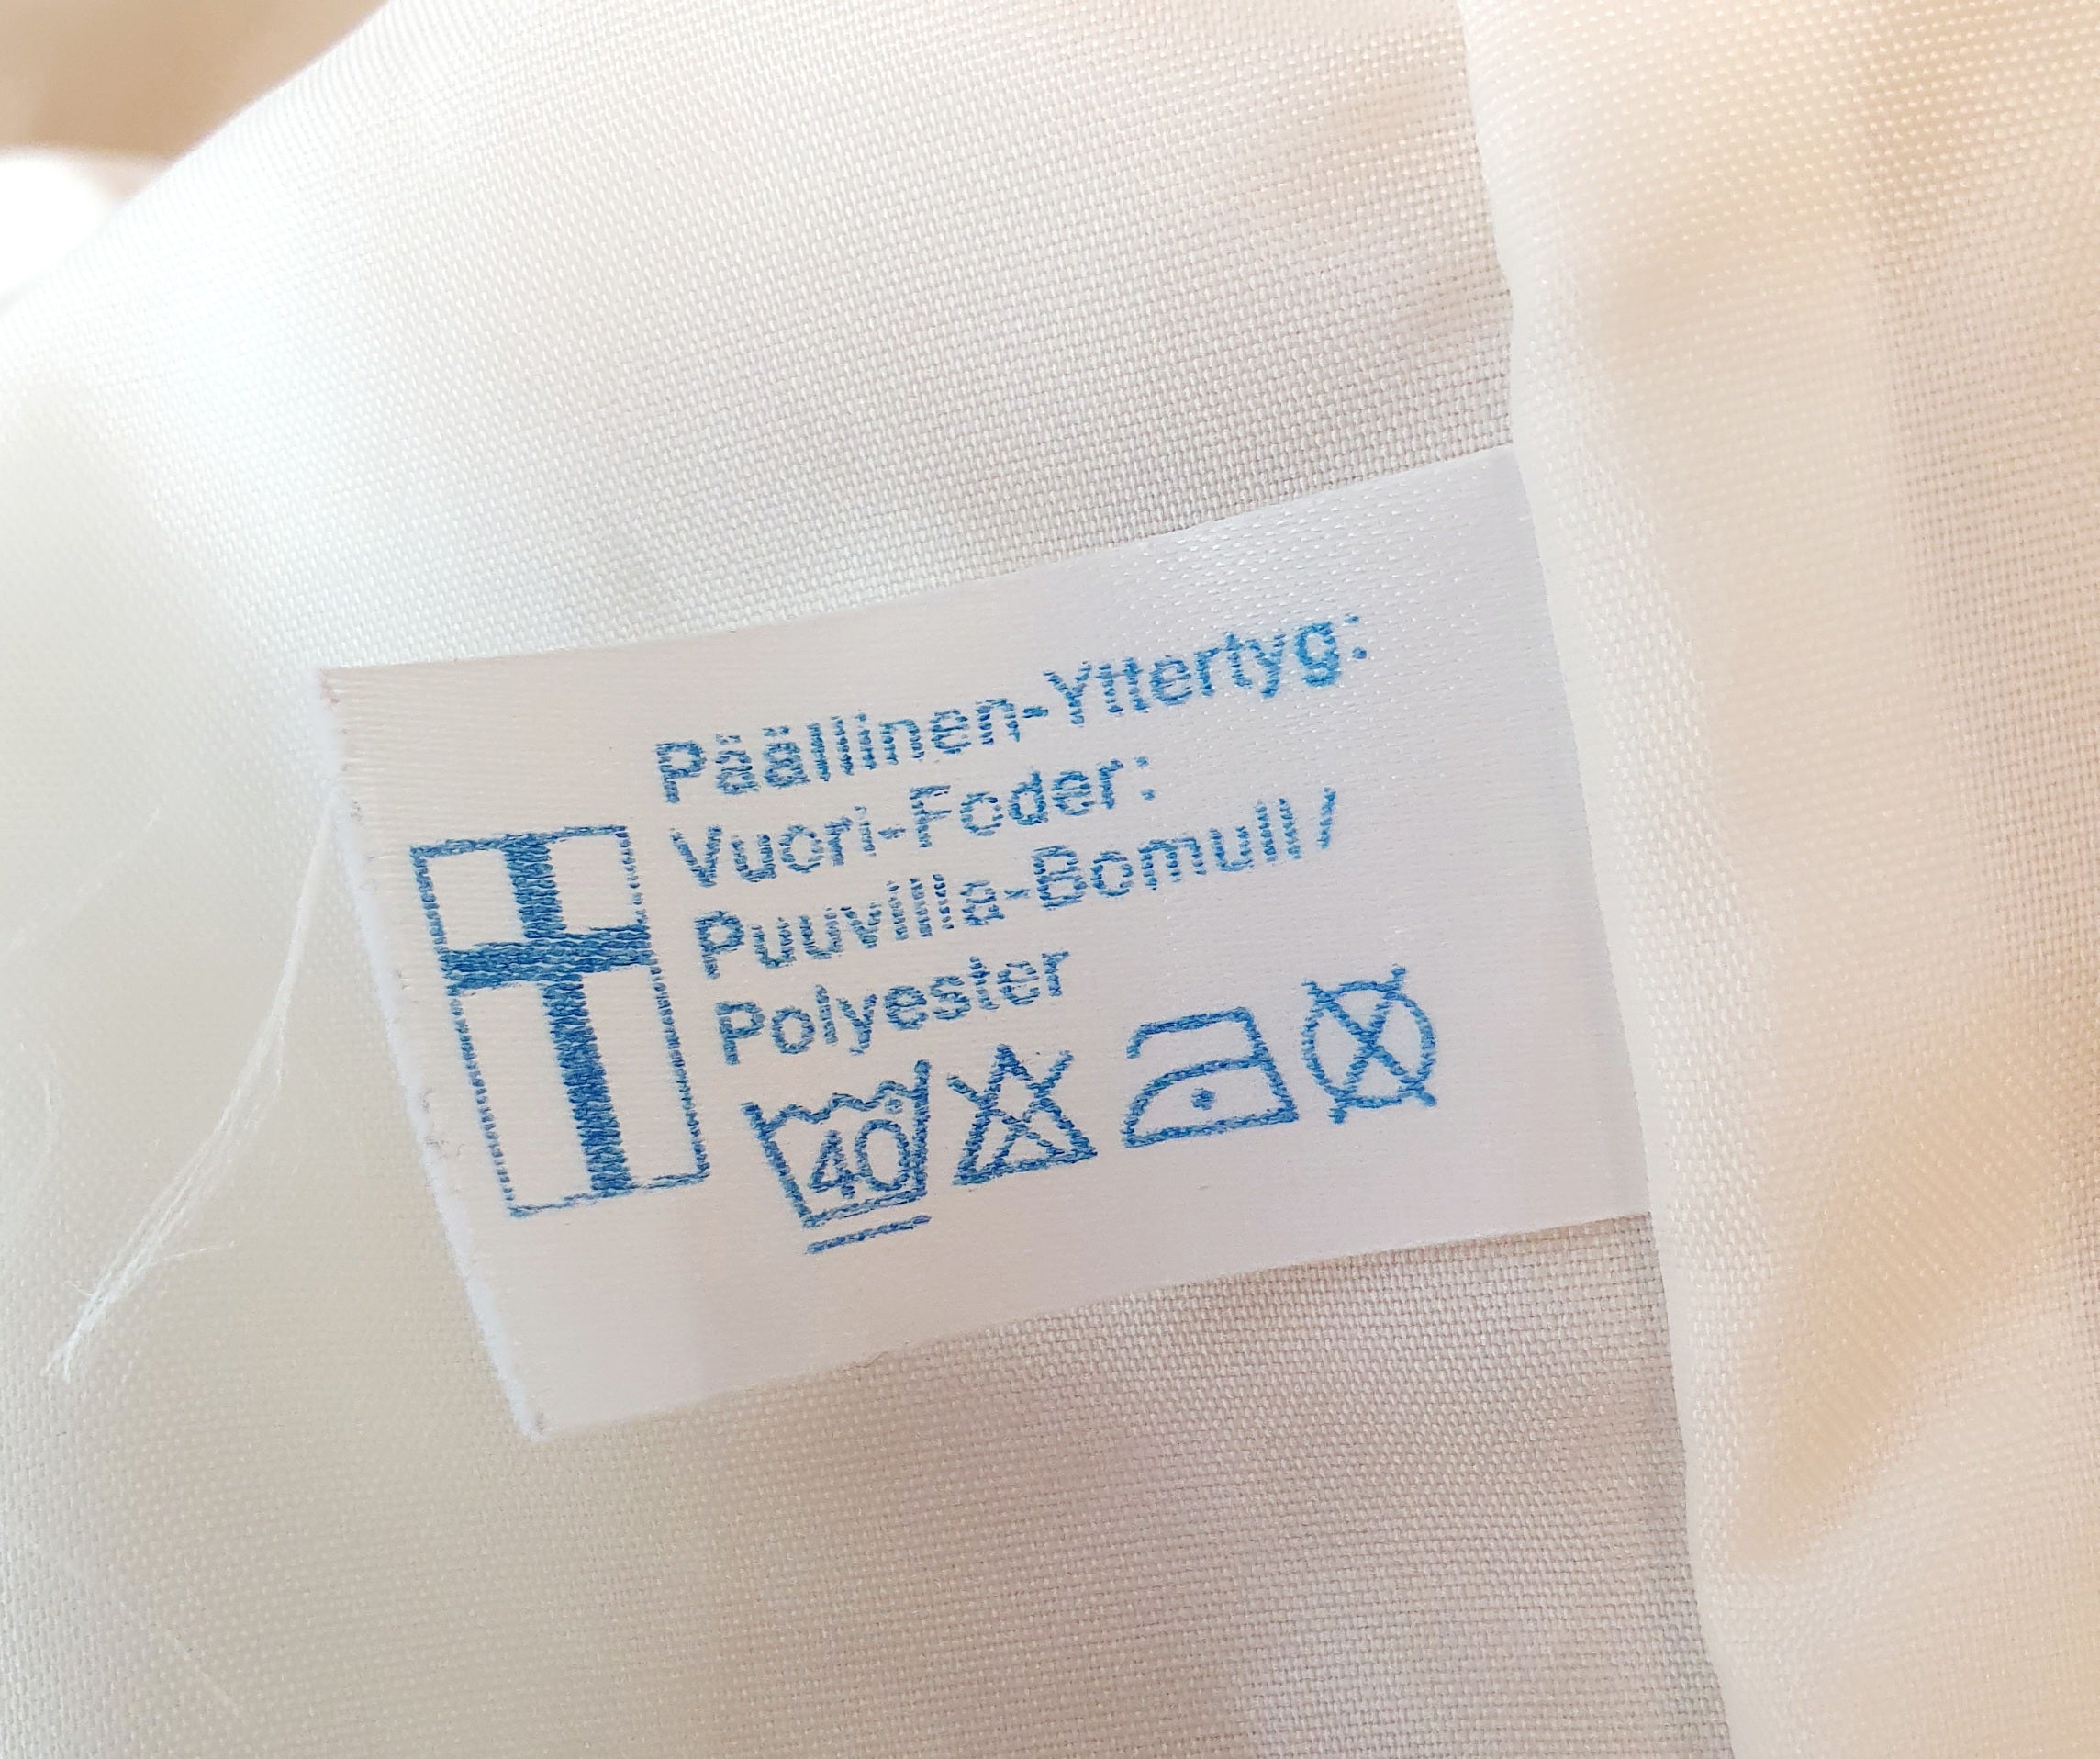 Päällinen-Yttertyg:
Vuori-Foder:
Puuvilla-Bomull/
Polyester
40°